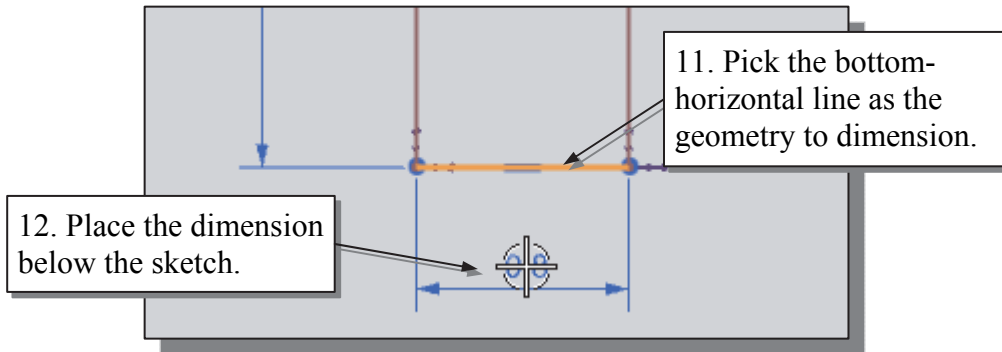 11. Pick the bottom-
horizontal line as the
geometry to dimension.
12. Place the dimension
below the sketch.